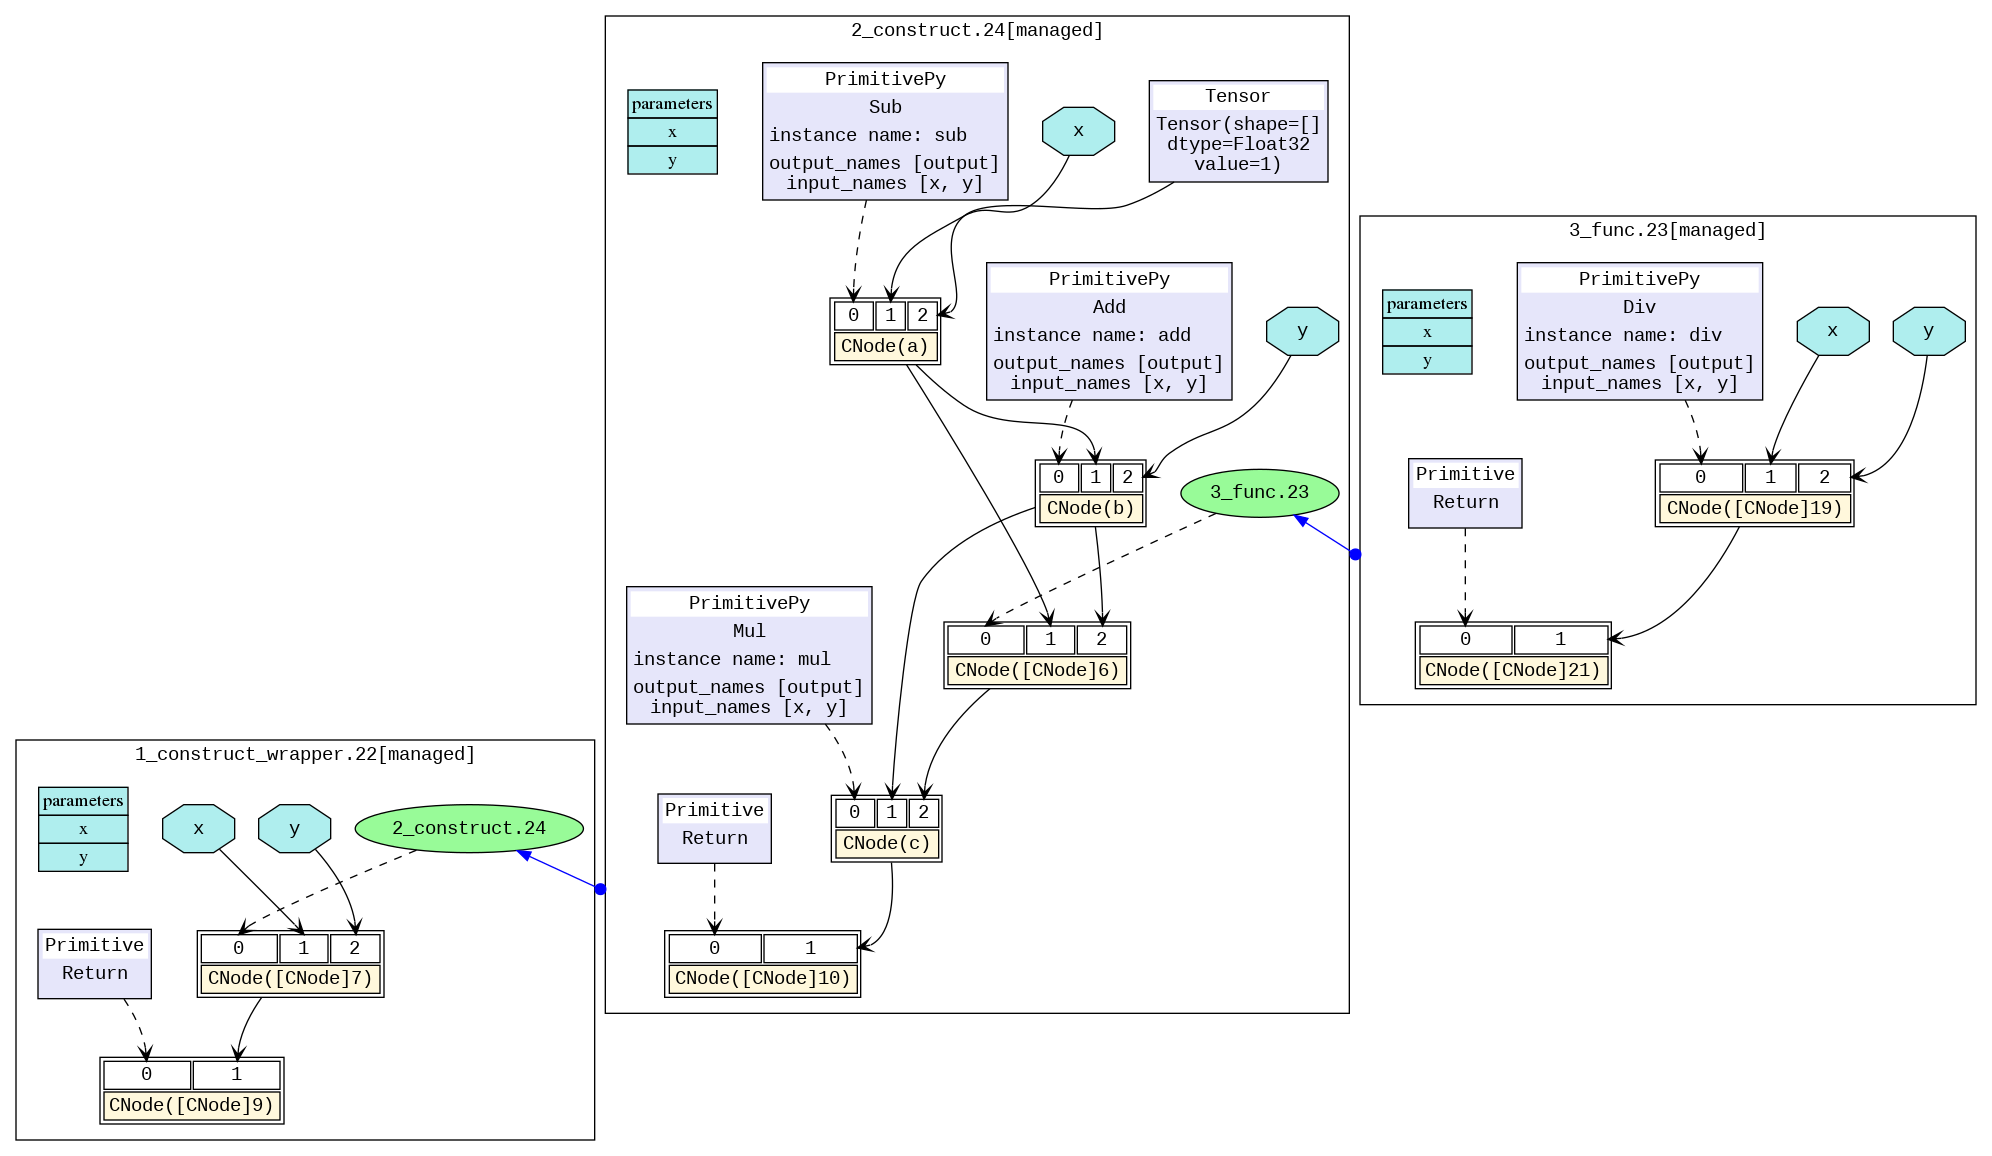 2_construct.24[managed]
parameters
x
y
PrimitivePy
Sub
instance name: sub
output_names [output]
input_names [x, y]
x
Tensor
Tensor(shape=[]
dtype=Float32
value=1)
0 1 2
CNode(a)
PrimitivePy
Add
instance name: add
output_names [output]
input_names [x, y]
y
0 1 2
CNode(b)
3_func.23
PrimitivePy
Mul
instance name: mul
output_names [output]
input_names [x, y]
0 1 2
CNode([CNode]6)
Primitive
Return
0 1 2
CNode(c)
0 1
CNode([CNode]10)
3_func.23[managed]
parameters
x
y
PrimitivePy
Div
instance name: div
output_names [output]
input_names [x, y]
x
y
Primitive
Return
0 1 2
CNode([CNode]19)
0 1
CNode([CNode]21)
1_construct_wrapper.22[managed]
parameters
x
y
x
y
2_construct.24
Primitive
Return
0 1 2
CNode([CNode]7)
0 1
CNode([CNode]9)